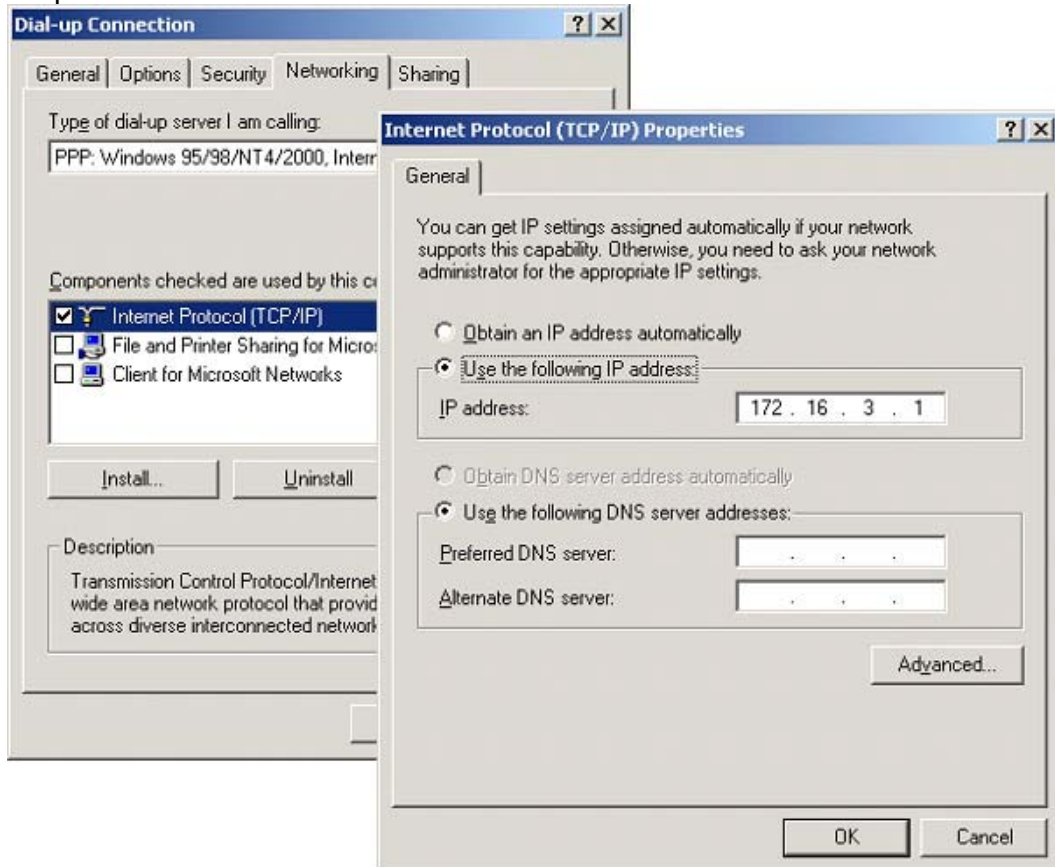 Dial-up Connection
General Options Security Networking Sharing
Type of dial-up server I am calling:
PPP: Windows 95/98/NT4/2000,
Components checked are used by this
Internet Protocol (TCP/IP)
File and Printer Sharing for
Client for Microsoft Networks
Install... Uninstall
Description
Transmission Control Protocol/Internet
wide area network protocol that
across diverse interconnected
Internet Protocol (TCP/IP) Properties
General
You can get IP settings assigned automatically if your network
supports this capability. Otherwise, you need to ask your network
administrator for the appropriate IP settings.
Obtain an IP address automatically
Use the following IP address:
IP address: 172 . 16 . 3 . 1
Obtain DNS server address automatically
Use the following DNS server addresses:
Preferred DNS server: . . .
Alternate DNS server: . . .
Advanced...
OK Cancel